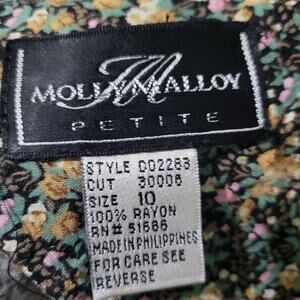 MOLLY MALLOY
PETITE
STYLE D02283
CUT 30006
SIZE 10
100% RAYON
RN# 51686
MADE IN PHILIPPINES
FOR CARE SEE
REVERSE